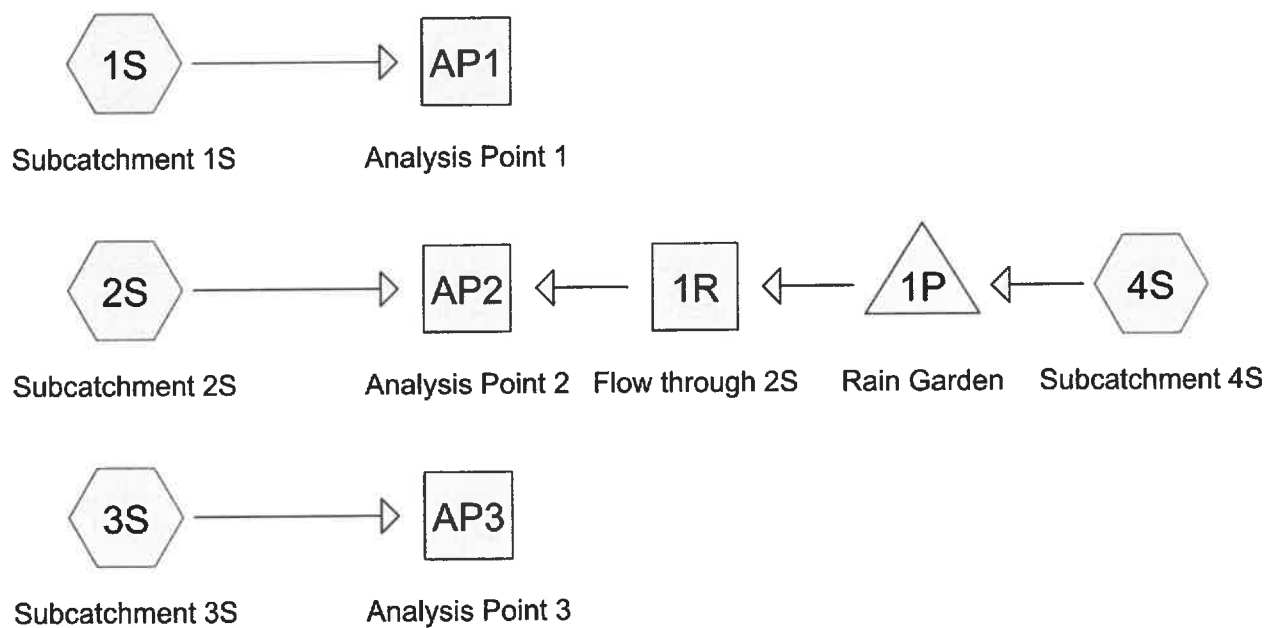 1S AP1
Subcatchment 1S Analysis Point 1
2S AP2 1R 1P 4S
Subcatchment 2S Analysis Point 2 Flow through 2S Rain Garden Subcatchment 4S
3S AP3
Subcatchment 3S Analysis Point 3